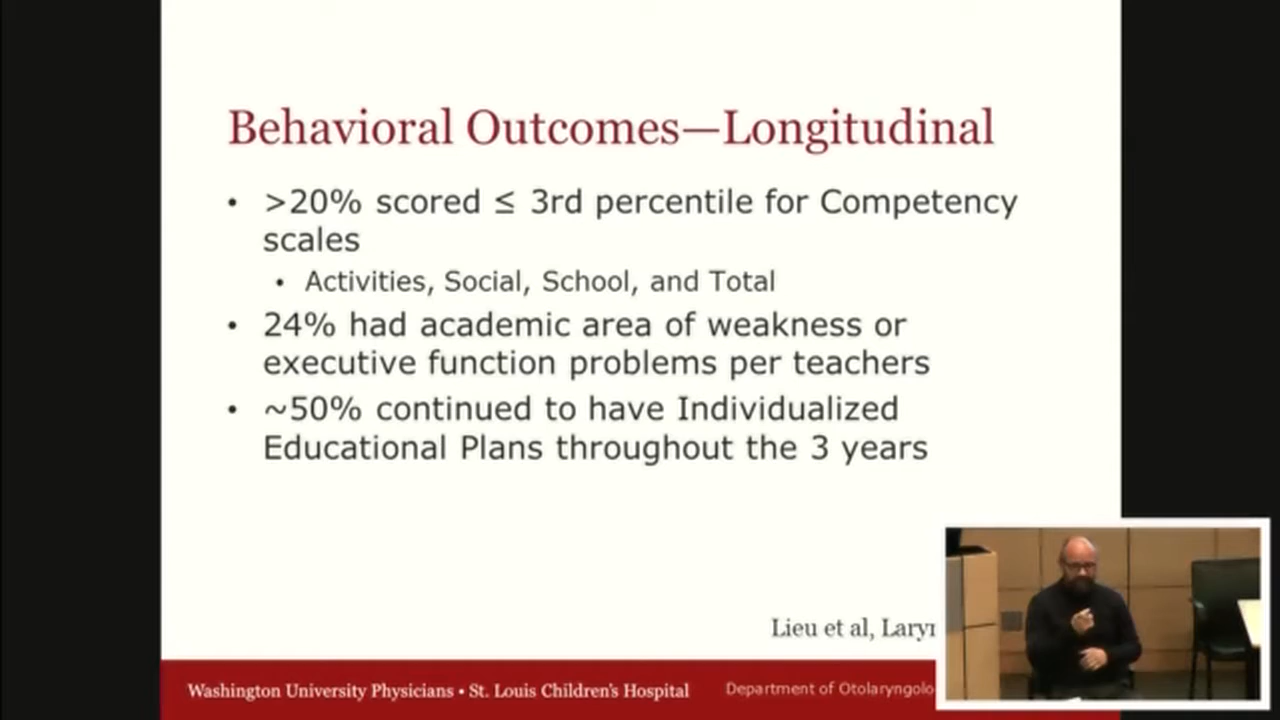 Behavioral Outcomes—Longitudinal
• >20% scored ≤ 3rd percentile for Competency
scales
• Activities, Social, School, and Total
• 24% had academic area of weakness or
executive function problems per teachers
• ~50% continued to have Individualized
Educational Plans throughout the 3 years
Lieu et al,
Washington University Physicians • St. Louis Children's Hospital
Department of